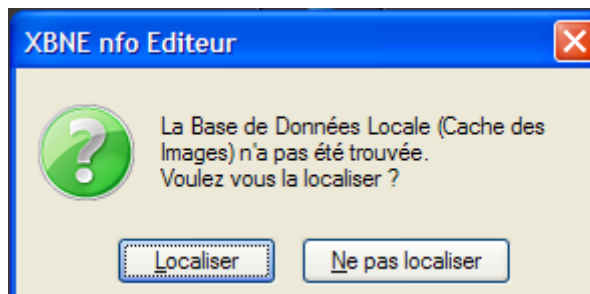 XBNE nfo Editeur
La Base de Données Locale (Cache des
Images) n'a pas été trouvée.
Voulez vous la localiser ?
Localiser
Ne pas localiser